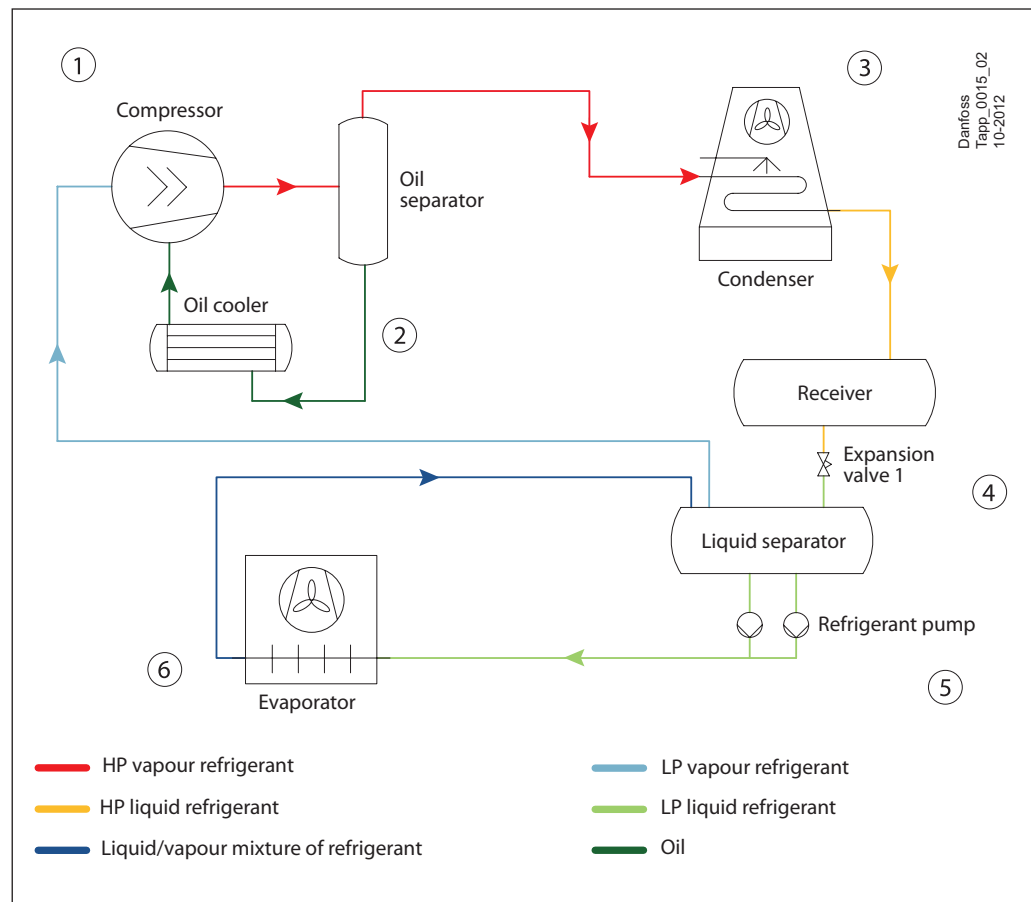 1
Compressor
3
Danfoss
Tapp_0015_02
10-2012
Oil
separator
Condenser
Oil cooler
2
Receiver
Expansion
valve 1
4
Liquid separator
Refrigerant pump
6
Evaporator
5
HP vapour refrigerant
LP vapour refrigerant
HP liquid refrigerant
LP liquid refrigerant
Liquid/vapour mixture of refrigerant
Oil